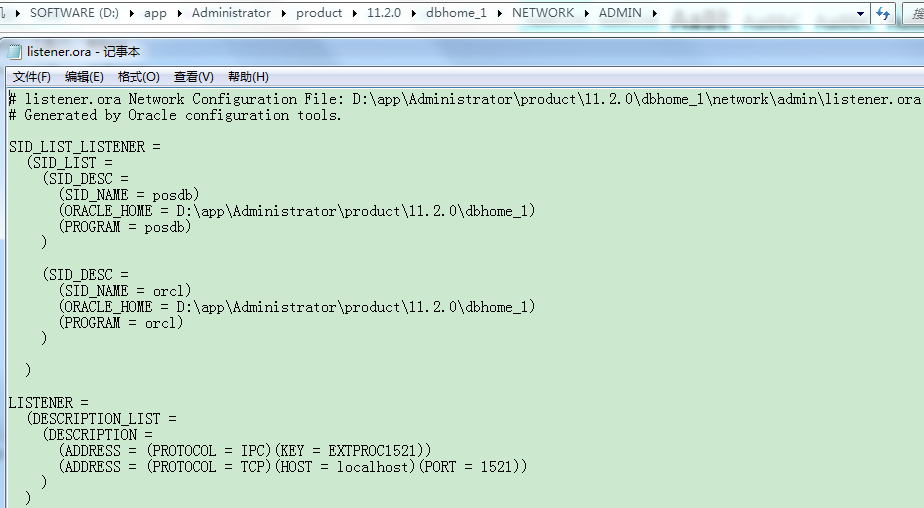 SOFTWARE (D:) ▸ app ▸ Administrator ▸ product ▸ 11.2.0 ▸ dbhome_1 ▸ NETWORK ▸ ADMIN ▸
listener.ora - 记事本
文件(F) 编辑(E) 格式(O) 查看(V) 帮助(H)
# listener.ora Network Configuration File: D:\app\Administrator\product\11.2.0\dbhome_1\network\admin\listener.ora
# Generated by Oracle configuration tools.
SID_LIST_LISTENER =
(SID_LIST =
(SID_DESC =
(SID_NAME = posdb)
(ORACLE_HOME = D:\app\Administrator\product\11.2.0\dbhome_1)
(PROGRAM = posdb)
)
(SID_DESC =
(SID_NAME = orcl)
(ORACLE_HOME = D:\app\Administrator\product\11.2.0\dbhome_1)
(PROGRAM = orcl)
)
)
LISTENER =
(DESCRIPTION_LIST =
(DESCRIPTION =
(ADDRESS = (PROTOCOL = IPC)(KEY = EXTPROC1521))
(ADDRESS = (PROTOCOL = TCP)(HOST = localhost)(PORT = 1521))
)
)